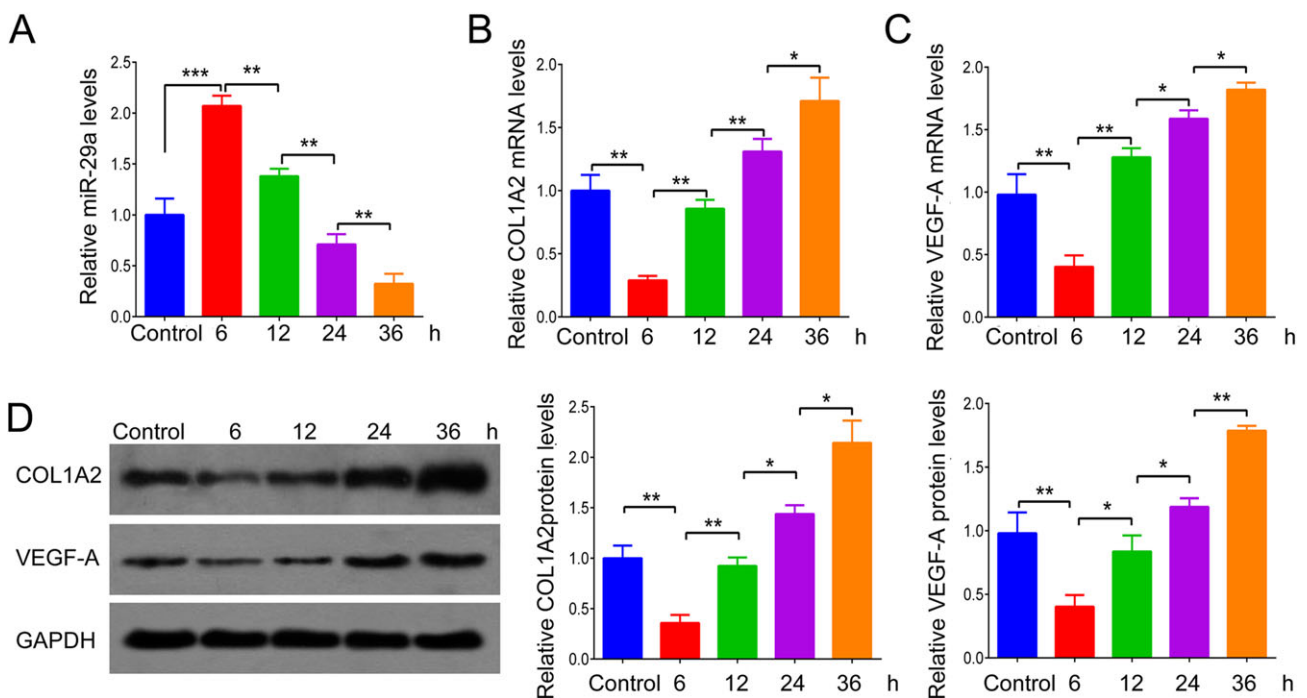 A
Relative miR-29a levels
2.5
2.0
1.5
1.0
0.5
0.0
***
**
**
**
Control 6 12 24 36 h
B
Relative COL1A2 mRNA levels
2.0
1.5
1.0
0.5
0.0
**
**
**
*
Control 6 12 24 36 h
C
Relative VEGF-A mRNA levels
2.0
1.5
1.0
0.5
0.0
**
**
*
*
Control 6 12 24 36 h
D
Control 6 12 24 36 h
COL1A2
VEGF-A
GAPDH
Relative COL1A2protein levels
2.5
2.0
1.5
1.0
0.5
0.0
**
**
*
*
Control 6 12 24 36 h
Relative VEGF-A protein levels
2.0
1.5
1.0
0.5
0.0
**
*
*
**
Control 6 12 24 36 h